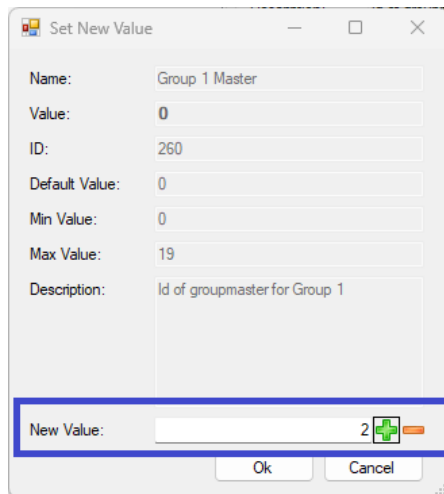 Set New Value
Name: Group 1 Master
Value: 0
ID: 260
Default Value: 0
Min Value: 0
Max Value: 19
Description: Id of groupmaster for Group 1
New Value: 2
Ok Cancel